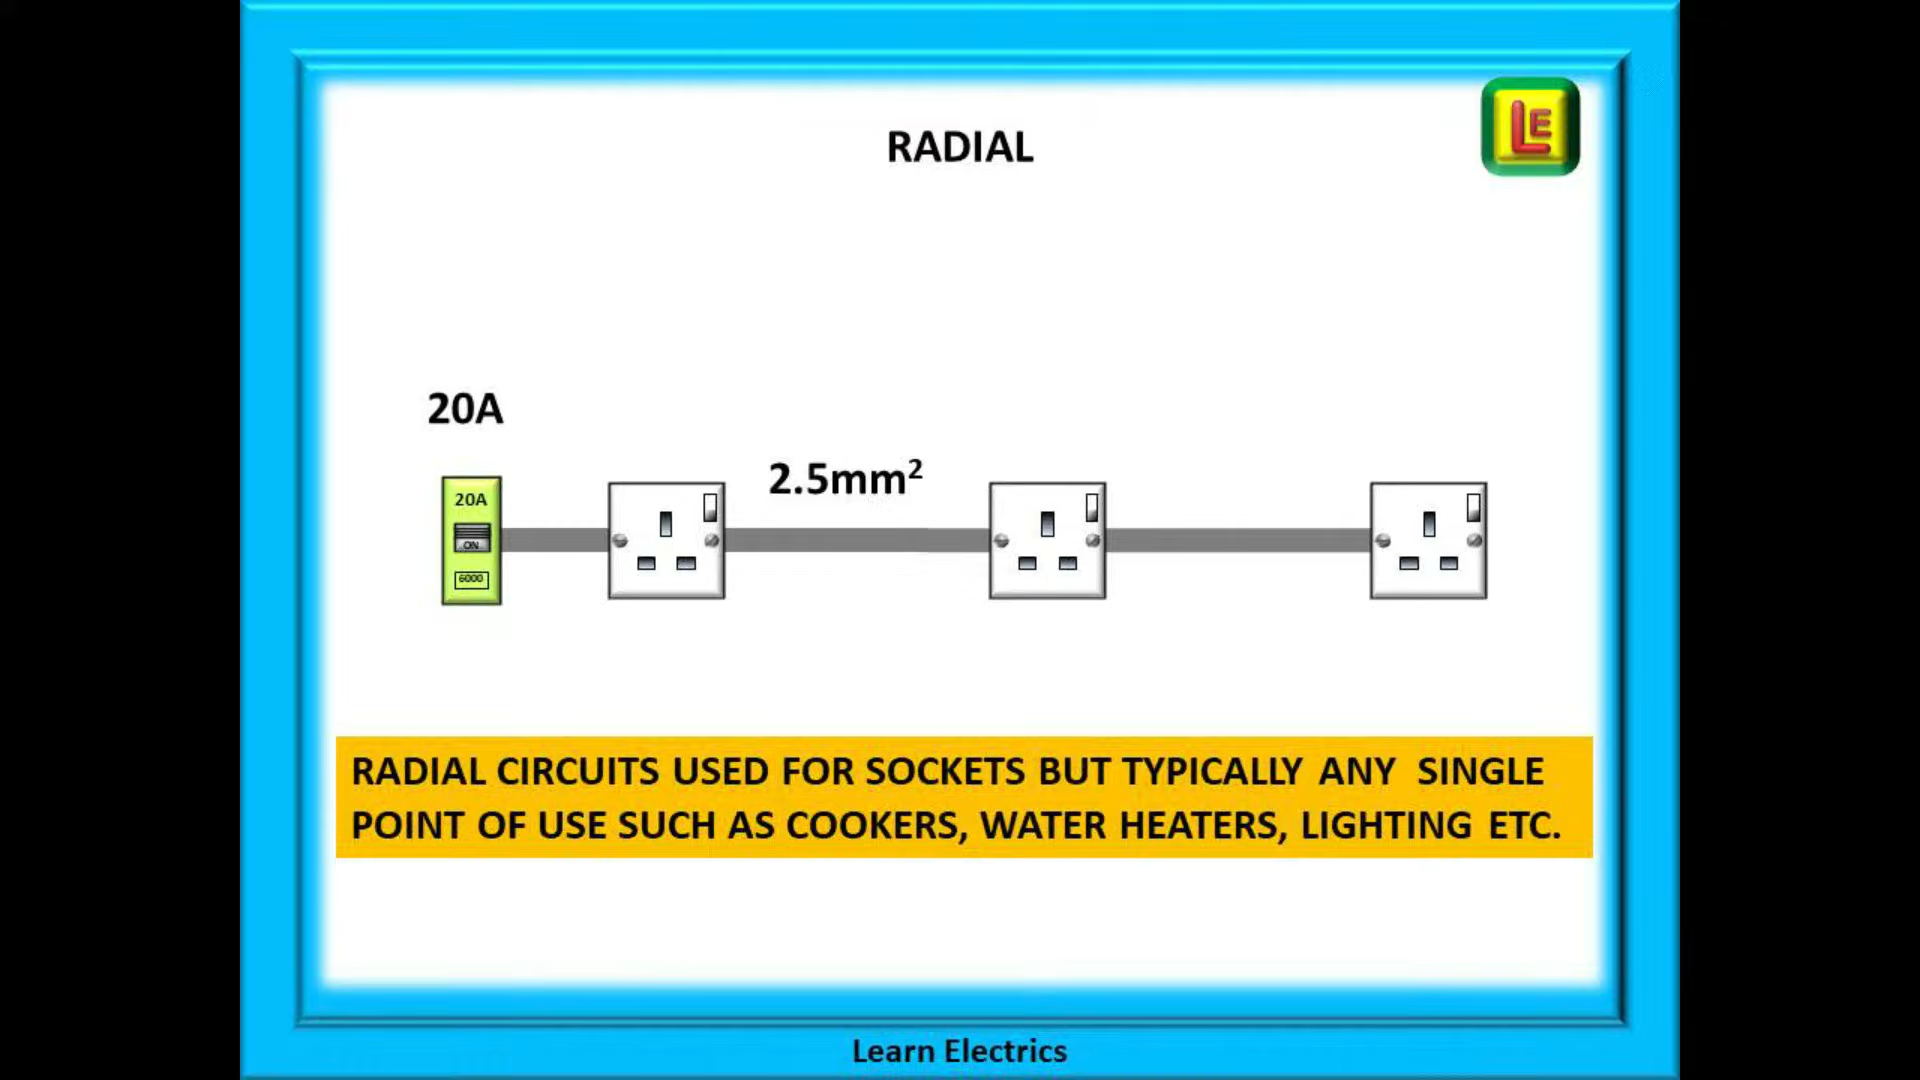 RADIAL
LE
20A
2.5mm²
20A
ON
6000
RADIAL CIRCUITS USED FOR SOCKETS BUT TYPICALLY ANY SINGLE
POINT OF USE SUCH AS COOKERS, WATER HEATERS, LIGHTING ETC.
Learn Electrics